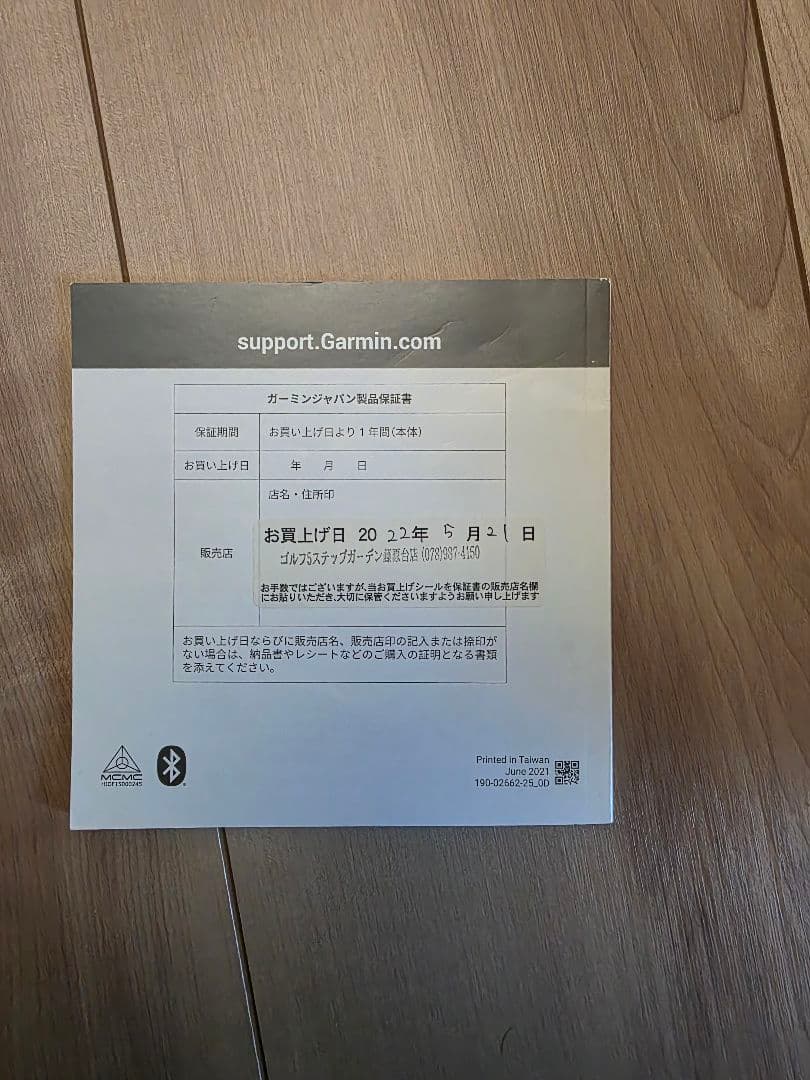 support.Garmin.com
ガーミンジャパン製品保証書
保証期間 お買い上げ日より1年間(本体)
お買い上げ日 年 月 日
販売店
店名・住所印
お買上げ日 2022年 5月21日
ゴルフ5ステップガーデン藤原台店 (078)987-4150
お手数ではございますが、当お買上げシールを保証書の販売店名欄
にお貼りいただき、大切に保管くださいますようお願い申し上げます
お買い上げ日ならびに販売店名、販売店印の記入または捺印が
ない場合は、納品書やレシートなどのご購入の証明となる書類
を添えてください。
MCMC
Printed in Taiwan
June 2021
190-02662-25_0D